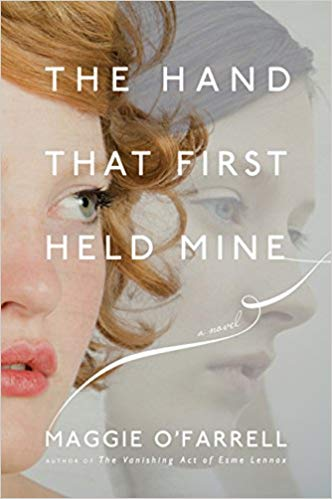 THE HAND
THAT FIRST
HELD MINE
a novel
MAGGIE O'FARRELL
AUTHOR OF The Vanishing Act of Esme Lennox